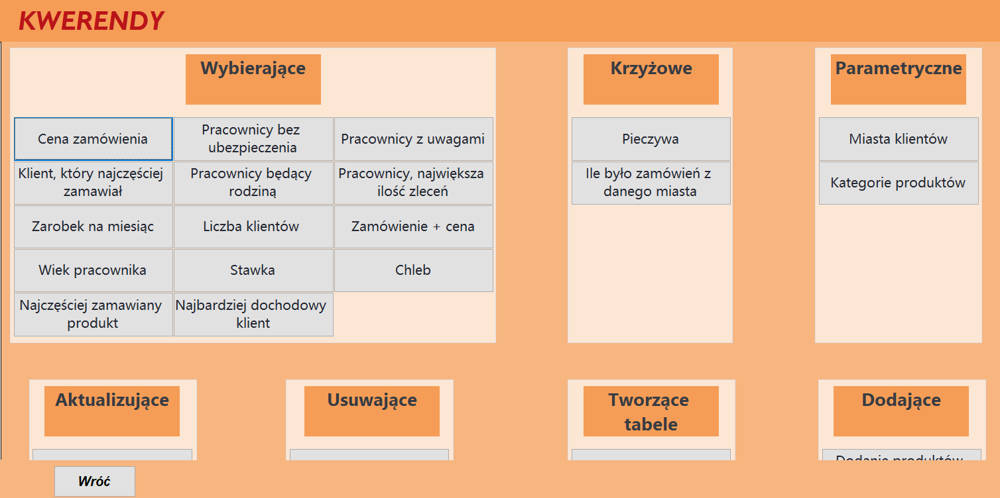 KWERENDY
Wybierające
Krzyżowe
Parametryczne
Cena zamówienia
Pracownicy bez
ubezpieczenia
Pracownicy z uwagami
Pieczywa
Miasta klientów
Klient, który najczęściej
zamawiał
Pracownicy będący
rodziną
Pracownicy, największa
ilość zleceń
Ile było zamówień z
danego miasta
Kategorie produktów
Zarobek na miesiąc
Liczba klientów
Zamówienie + cena
Wiek pracownika
Stawka
Chleb
Najczęściej zamawiany
produkt
Najbardziej dochodowy
klient
Aktualizujące
Usuwające
Tworzące
tabele
Dodające
Dodanie produktów
Wróć